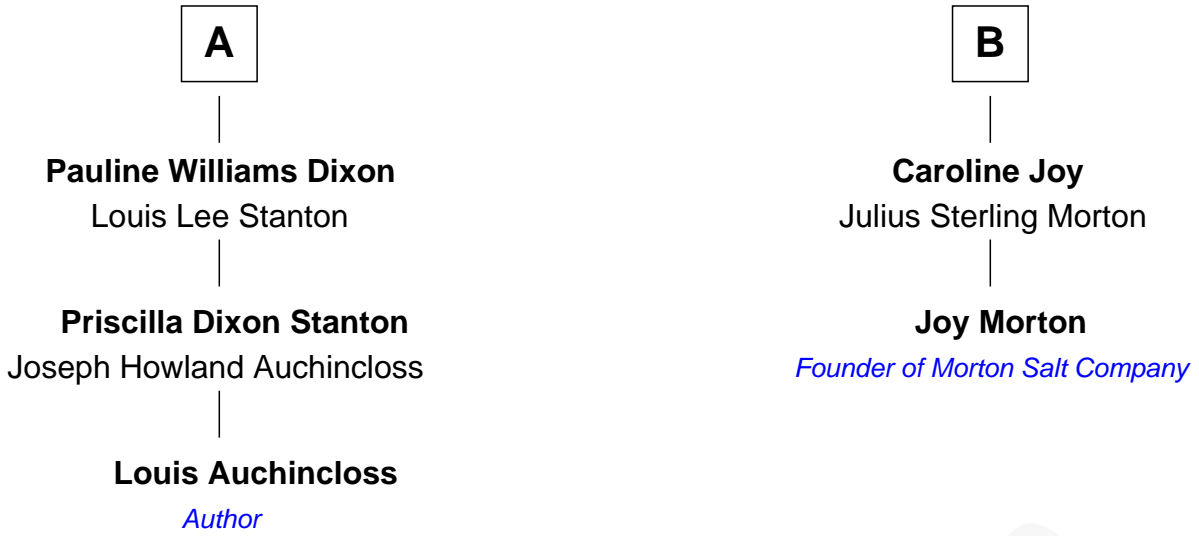 A
Pauline Williams Dixon
Louis Lee Stanton
Priscilla Dixon Stanton
Joseph Howland Auchincloss
Louis Auchincloss
Author
B
Caroline Joy
Julius Sterling Morton
Joy Morton
Founder of Morton Salt Company